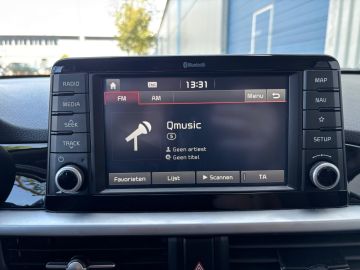 Bluetooth
RADIO
MEDIA
SEEK
TRACK
13:31
FM
AM
Menu
Qmusic
Geen artiest
Geen titel
Favorieten
Lijst
Scannen
TA
MAP
NAV
SETUP